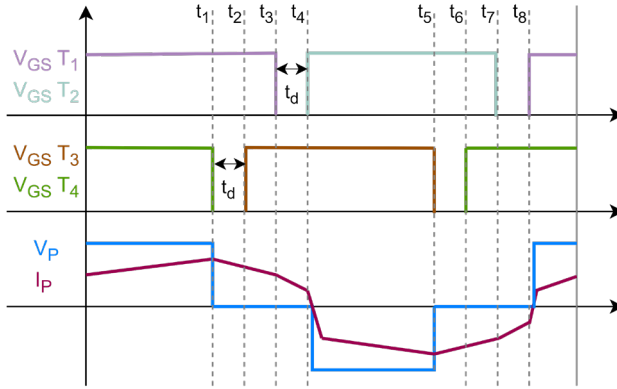 t1 t2 t3 t4 t5 t6 t7 t8
VGS T1
VGS T2
td
VGS T3
VGS T4
td
VP
IP